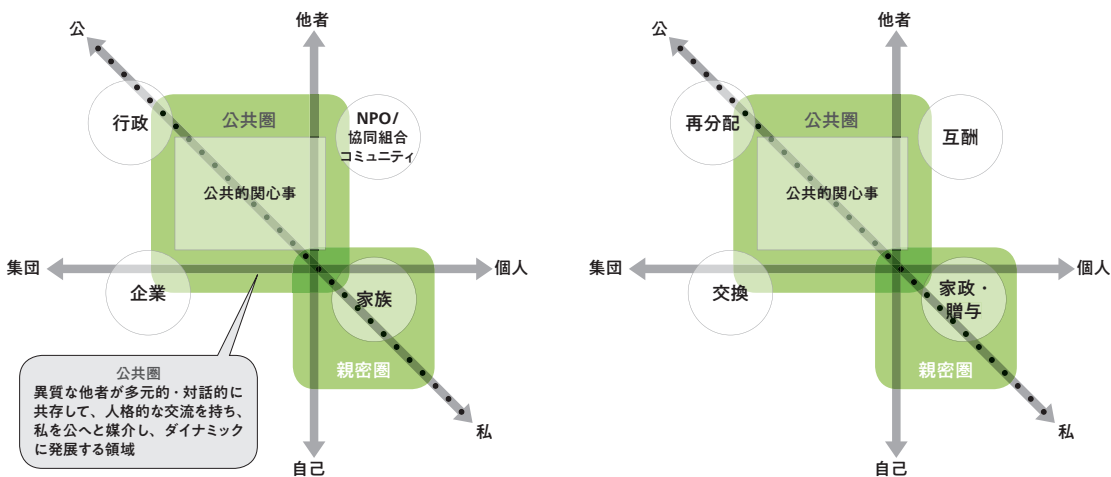 他者
公
行政
公共圏
NPO/
協同組合
コミュニティ
公共的関心事
集団
個人
企業
家族
親密圏
公共圏
異質な他者が多元的・対話的に
共存して、人格的な交流を持ち、
私を公へと媒介し、ダイナミック
に発展する領域
私
自己
他者
公
再分配
公共圏
互酬
公共的関心事
集団
個人
交換
家政・
贈与
親密圏
私
自己